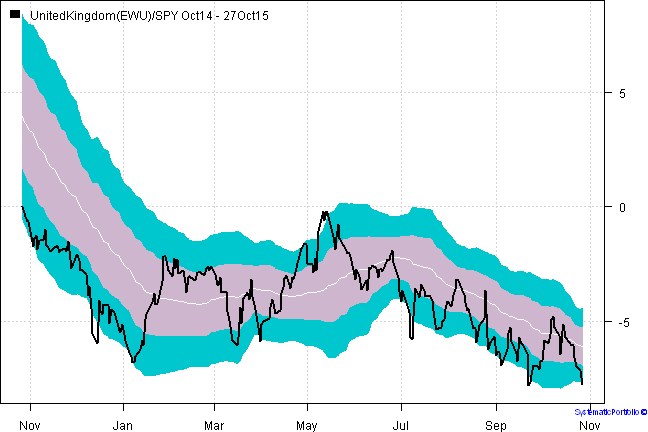 UnitedKingdom(EWU)/SPY Oct14 - 27Oct15
5
0
-5
SystematicPortfolio ©
Nov Jan Mar May Jul Sep Nov